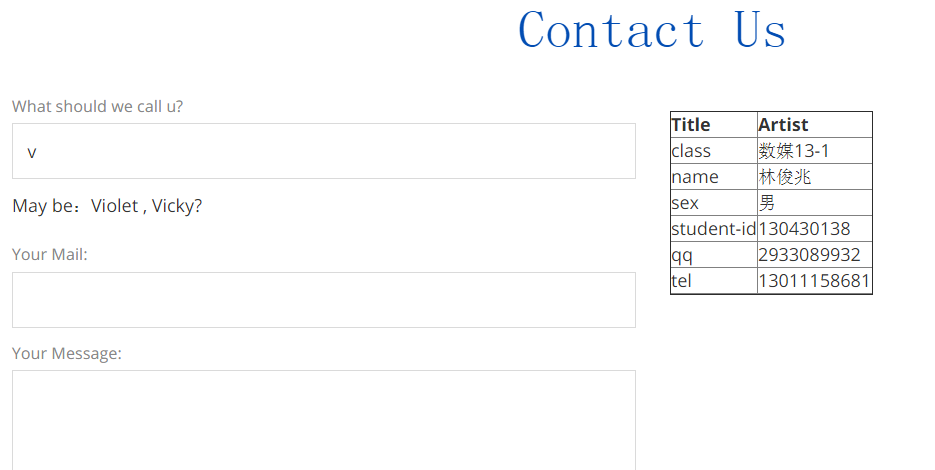 Contact Us
What should we call u?
v
May be：Violet , Vicky?
Your Mail:
Your Message:
Title Artist
class 数媒13-1
name 林俊兆
sex 男
student-id 130430138
qq 2933089932
tel 13011158681